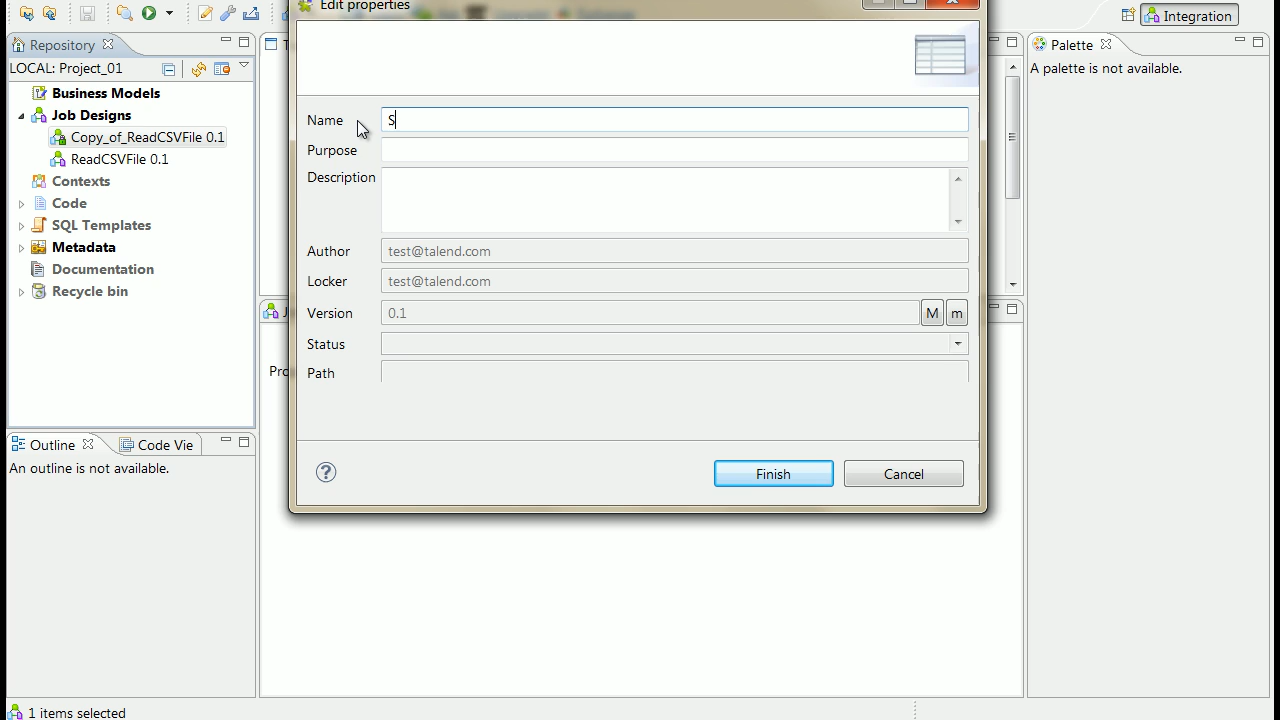 Edit properties
Integration
Repository
LOCAL: Project_01
Business Models
Job Designs
Copy_of_ReadCSVFile 0.1
ReadCSVFile 0.1
Contexts
Code
SQL Templates
Metadata
Documentation
Recycle bin
Name S
Purpose
Description
Author test@talend.com
Locker test@talend.com
Version 0.1 M m
Status
Path
? Finish Cancel
Palette
A palette is not available.
Outline Code Vie
An outline is not available.
1 items selected